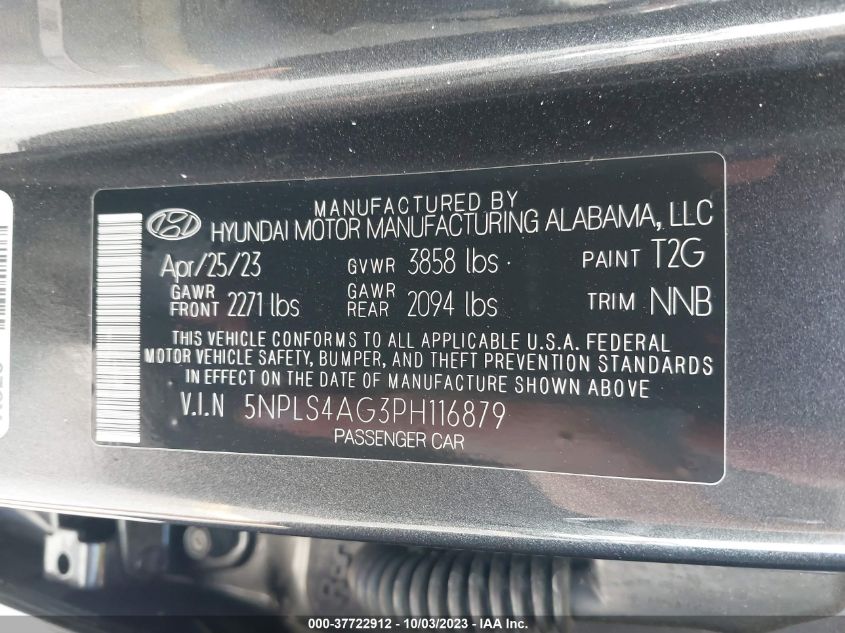 MANUFACTURED BY
HYUNDAI MOTOR MANUFACTURING ALABAMA, LLC
Apr/25/23 GVWR 3858 lbs PAINT T2G
GAWR FRONT 2271 lbs GAWR REAR 2094 lbs TRIM NNB
THIS VEHICLE CONFORMS TO ALL APPLICABLE U.S.A. FEDERAL
MOTOR VEHICLE SAFETY, BUMPER, AND THEFT PREVENTION STANDARDS
IN EFFECT ON THE DATE OF MANUFACTURE SHOWN ABOVE
V.I.N 5NPLS4AG3PH116879
PASSENGER CAR
000-37722912 - 10/03/2023 - IAA Inc.